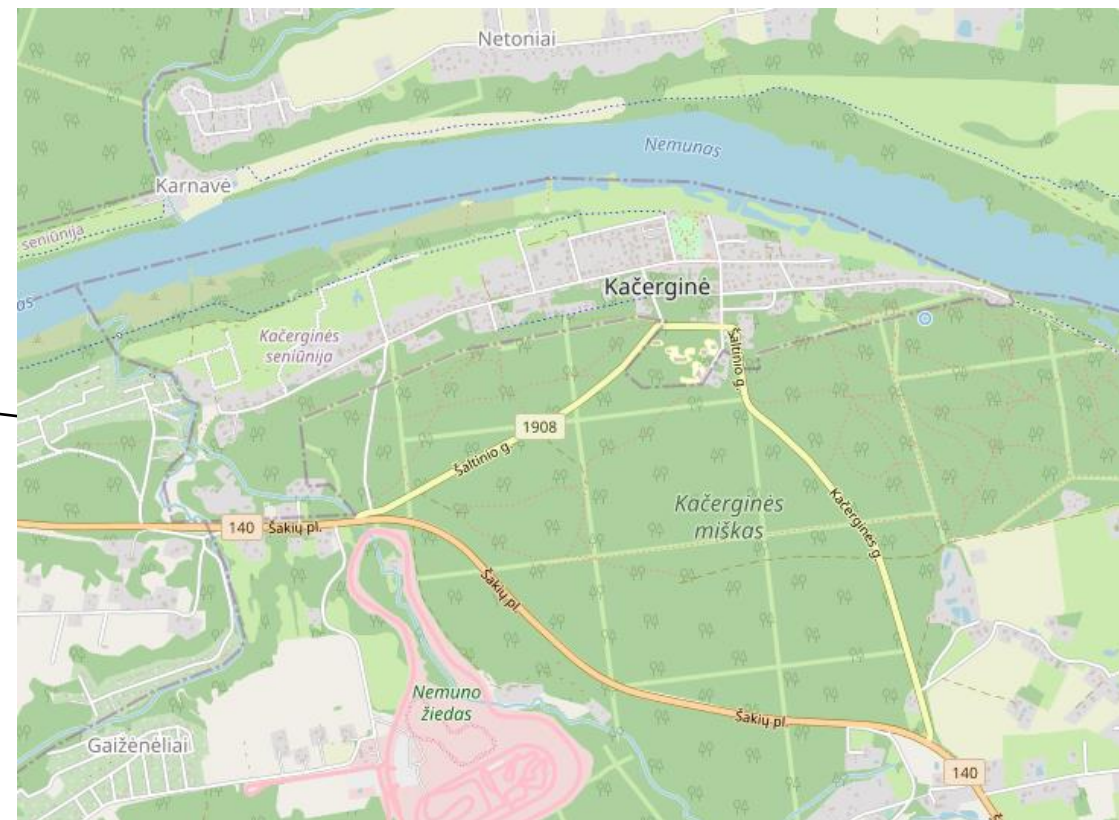 Netoniai
Nemunas
Karnavė
seniūnija
Kačerginė
Kačerginės
seniūnija
Šaltinio g.
1908
Šaltinio g.
Kačerginės
miškas
Kačerginės g
140
Šakių pl.
Šakių pl.
Nemuno
žiedas
Šakių pl.
Gaižėnėliai
140